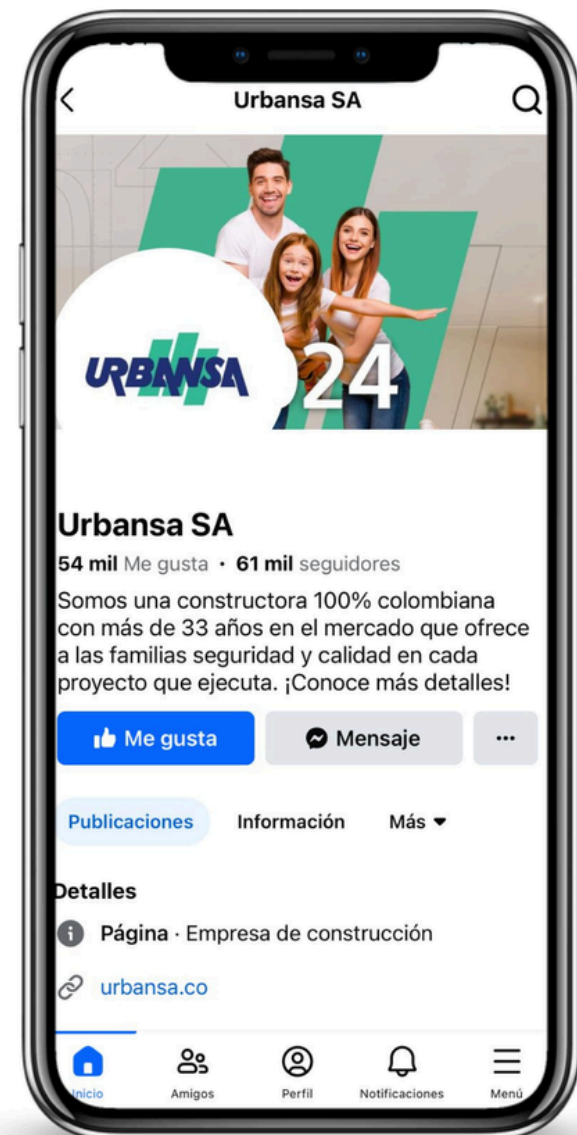 Urbansa SA
URBANSA
024
Urbansa SA
54 mil Me gusta · 61 mil seguidores
Somos una constructora 100% colombiana
con más de 33 años en el mercado que ofrece
a las familias seguridad y calidad en cada
proyecto que ejecuta. ¡Conoce más detalles!
Me gusta
Mensaje
Publicaciones
Información
Más
Detalles
Página · Empresa de construcción
urbansa.co
Inicio
Amigos
Perfil
Notificaciones
Menú